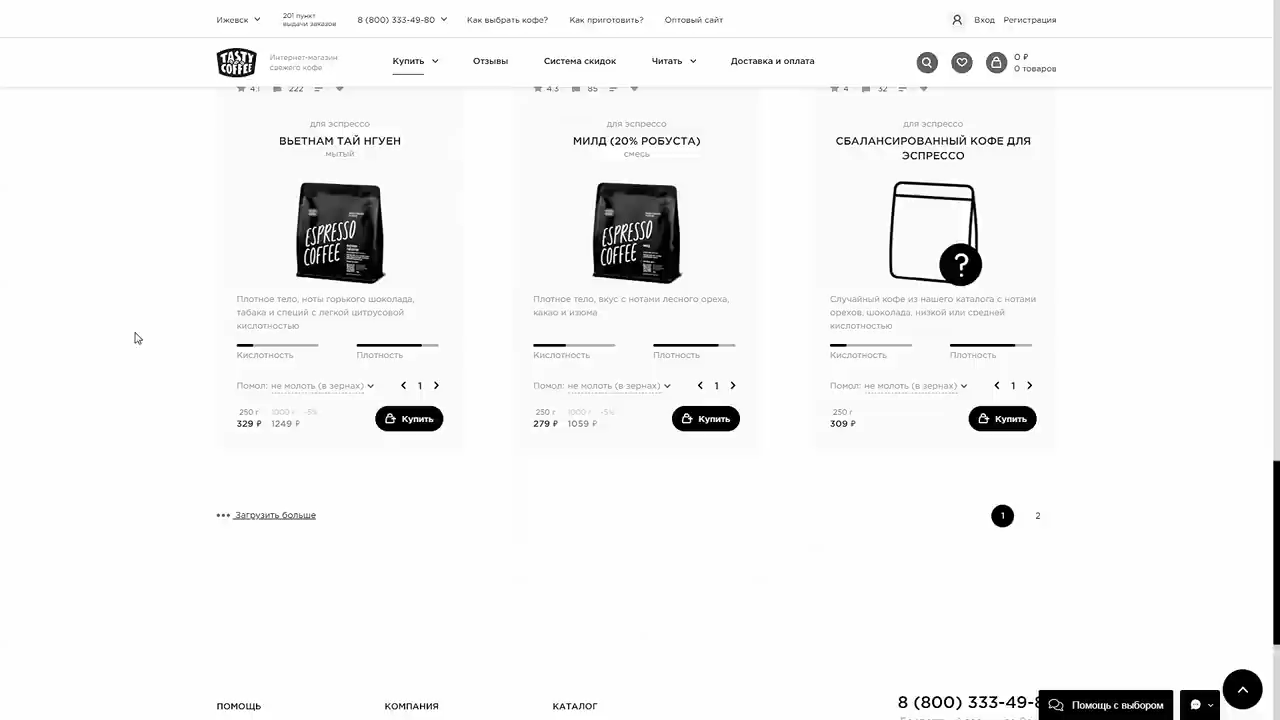 Ижевск
201 пункт
выдачи заказов
8 (800) 333-49-80
Как выбрать кофе?
Как приготовить?
Оптовый сайт
Вход
Регистрация
TASTY
COFFEE
Интернет-магазин
свежего кофе
Купить
Отзывы
Система скидок
Читать
Доставка и оплата
0 ₽
0 товаров
4.1 222
4.3 85
4 32
для эспрессо
ВЬЕТНАМ ТАЙ НГУЕН
мытый
ESPRESSO
COFFEE
Плотное тело, ноты горького шоколада,
табака и специй с легкой цитрусовой
кислотностью
Кислотность Плотность
Помол: не молоть (в зернах) 1
250 г 1000 г -5%
329 ₽ 1249 ₽
Купить
для эспрессо
МИЛД (20% РОБУСТА)
смесь
ESPRESSO
COFFEE
Плотное тело, вкус с нотами лесного ореха,
какао и изюма
Кислотность Плотность
Помол: не молоть (в зернах) 1
250 г 1000 г -5%
279 ₽ 1059 ₽
Купить
для эспрессо
СБАЛАНСИРОВАННЫЙ КОФЕ ДЛЯ
ЭСПРЕССО
?
Случайный кофе из нашего каталога с нотами
орехов, шоколада, низкой или средней
кислотностью
Кислотность Плотность
Помол: не молоть (в зернах) 1
250 г
309 ₽
Купить
Загрузить больше
1 2
ПОМОЩЬ
КОМПАНИЯ
КАТАЛОГ
8 (800) 333-49-8
Помощь с выбором